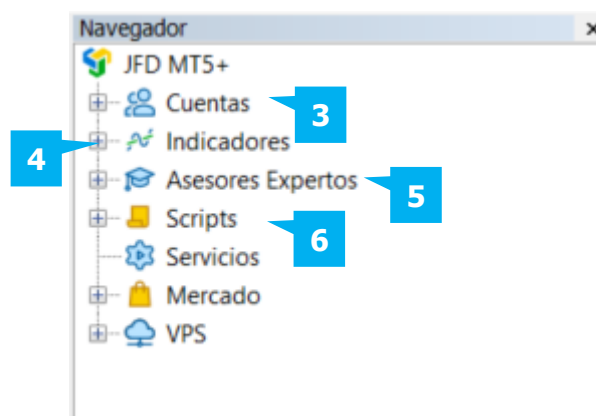 Navegador
JFD MT5+
Cuentas
3
4
Indicadores
Asesores Expertos
5
Scripts
6
Servicios
Mercado
VPS